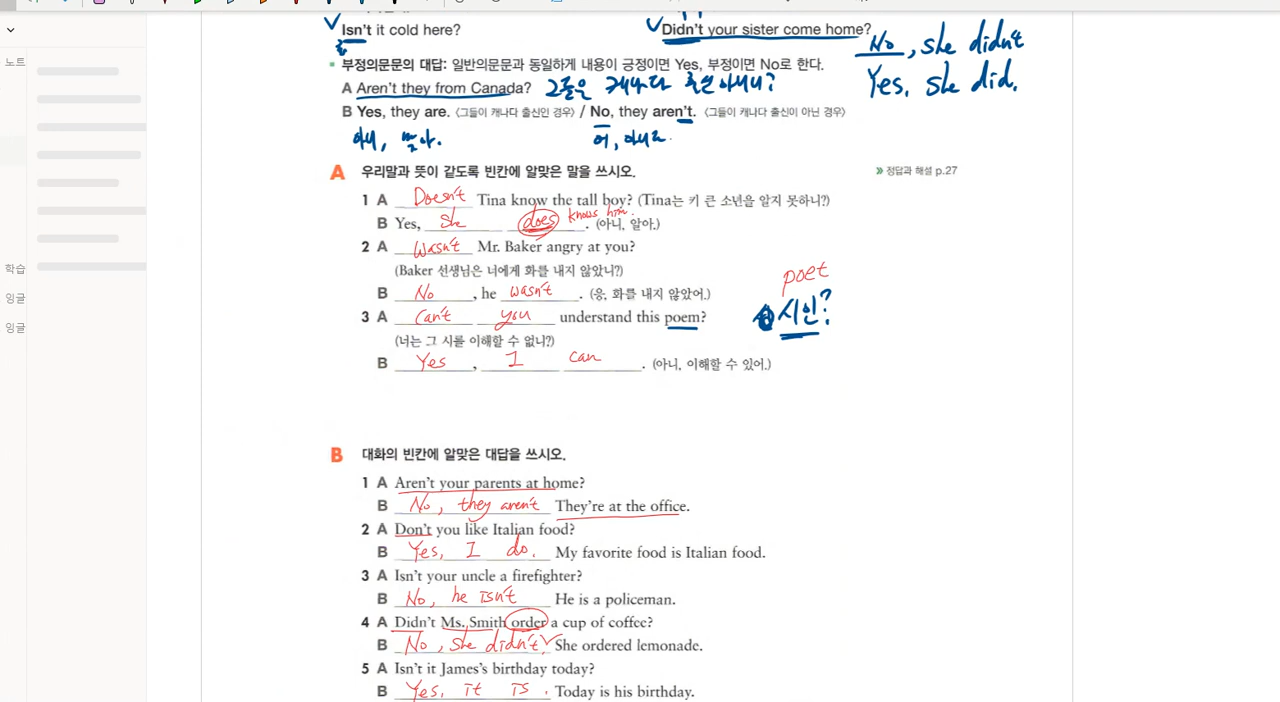 Isn't it cold here?
Didn't your sister come home?
No, she didn't
부정의문문의 대답: 일반의문문과 동일하게 내용이 긍정이면 Yes, 부정이면 No로 한다.
Yes, she did.
A Aren't they from Canada? 그들은 캐나다 출신 아니니?
B Yes, they are. 〈그들이 캐나다 출신인 경우〉 / No, they aren't. 〈그들이 캐나다 출신이 아닌 경우〉
아니, 맞아. 어, 아니야.
A 우리말과 뜻이 같도록 빈칸에 알맞은 말을 쓰시오.
» 정답과 해설 p.27
1 A Doesn't Tina know the tall boy? (Tina는 키 큰 소년을 알지 못하니?)
B Yes, she does knows him. (아니, 알아.)
2 A Wasn't Mr. Baker angry at you?
(Baker 선생님은 너에게 화를 내지 않았니?)
poet
B No, he wasn't. (응, 화를 내지 않았어.)
시인?
3 A Can't you understand this poem?
(너는 그 시를 이해할 수 없니?)
B Yes, I can. (아니, 이해할 수 있어.)
B 대화의 빈칸에 알맞은 대답을 쓰시오.
1 A Aren't your parents at home?
B No, they aren't They're at the office.
2 A Don't you like Italian food?
B Yes, I do. My favorite food is Italian food.
3 A Isn't your uncle a firefighter?
B No, he isn't He is a policeman.
4 A Didn't Ms. Smith order a cup of coffee?
B No, she didn't. She ordered lemonade.
5 A Isn't it James's birthday today?
B Yes, it is. Today is his birthday.
노트
학습
잉글
잉글